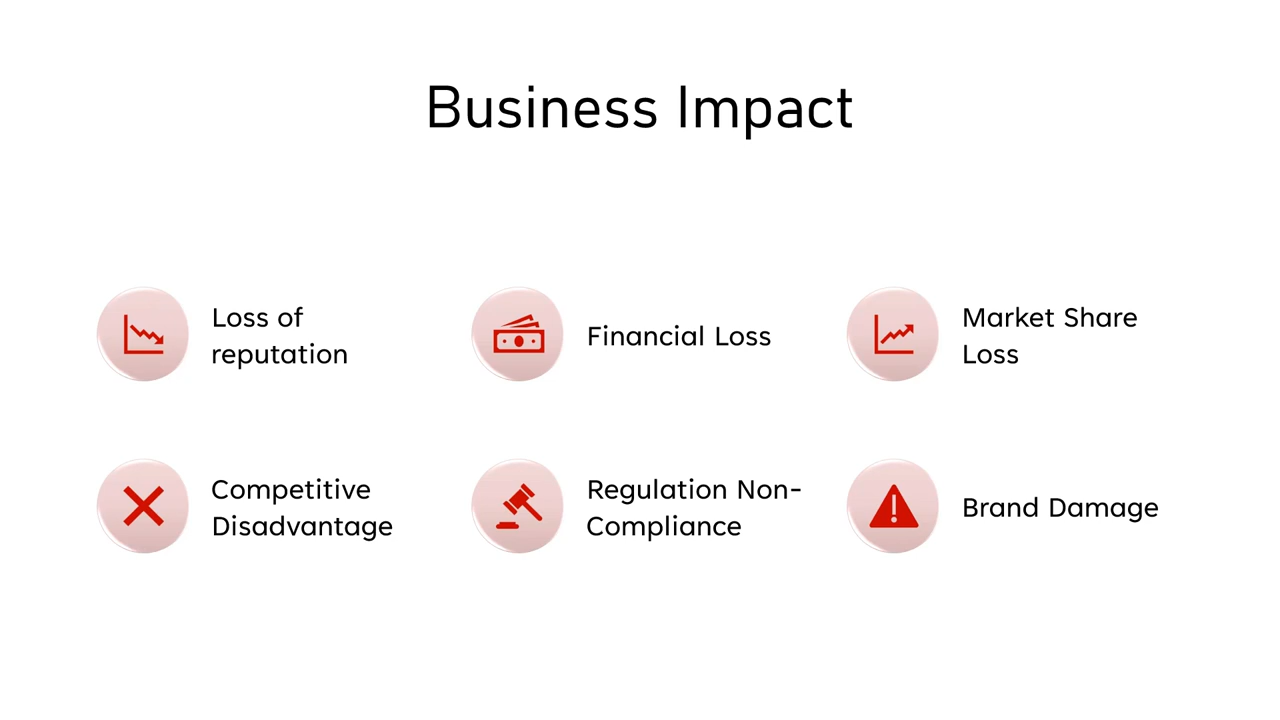 Business Impact
Loss of
reputation
Financial Loss
Market Share
Loss
Competitive
Disadvantage
Regulation Non-
Compliance
Brand Damage